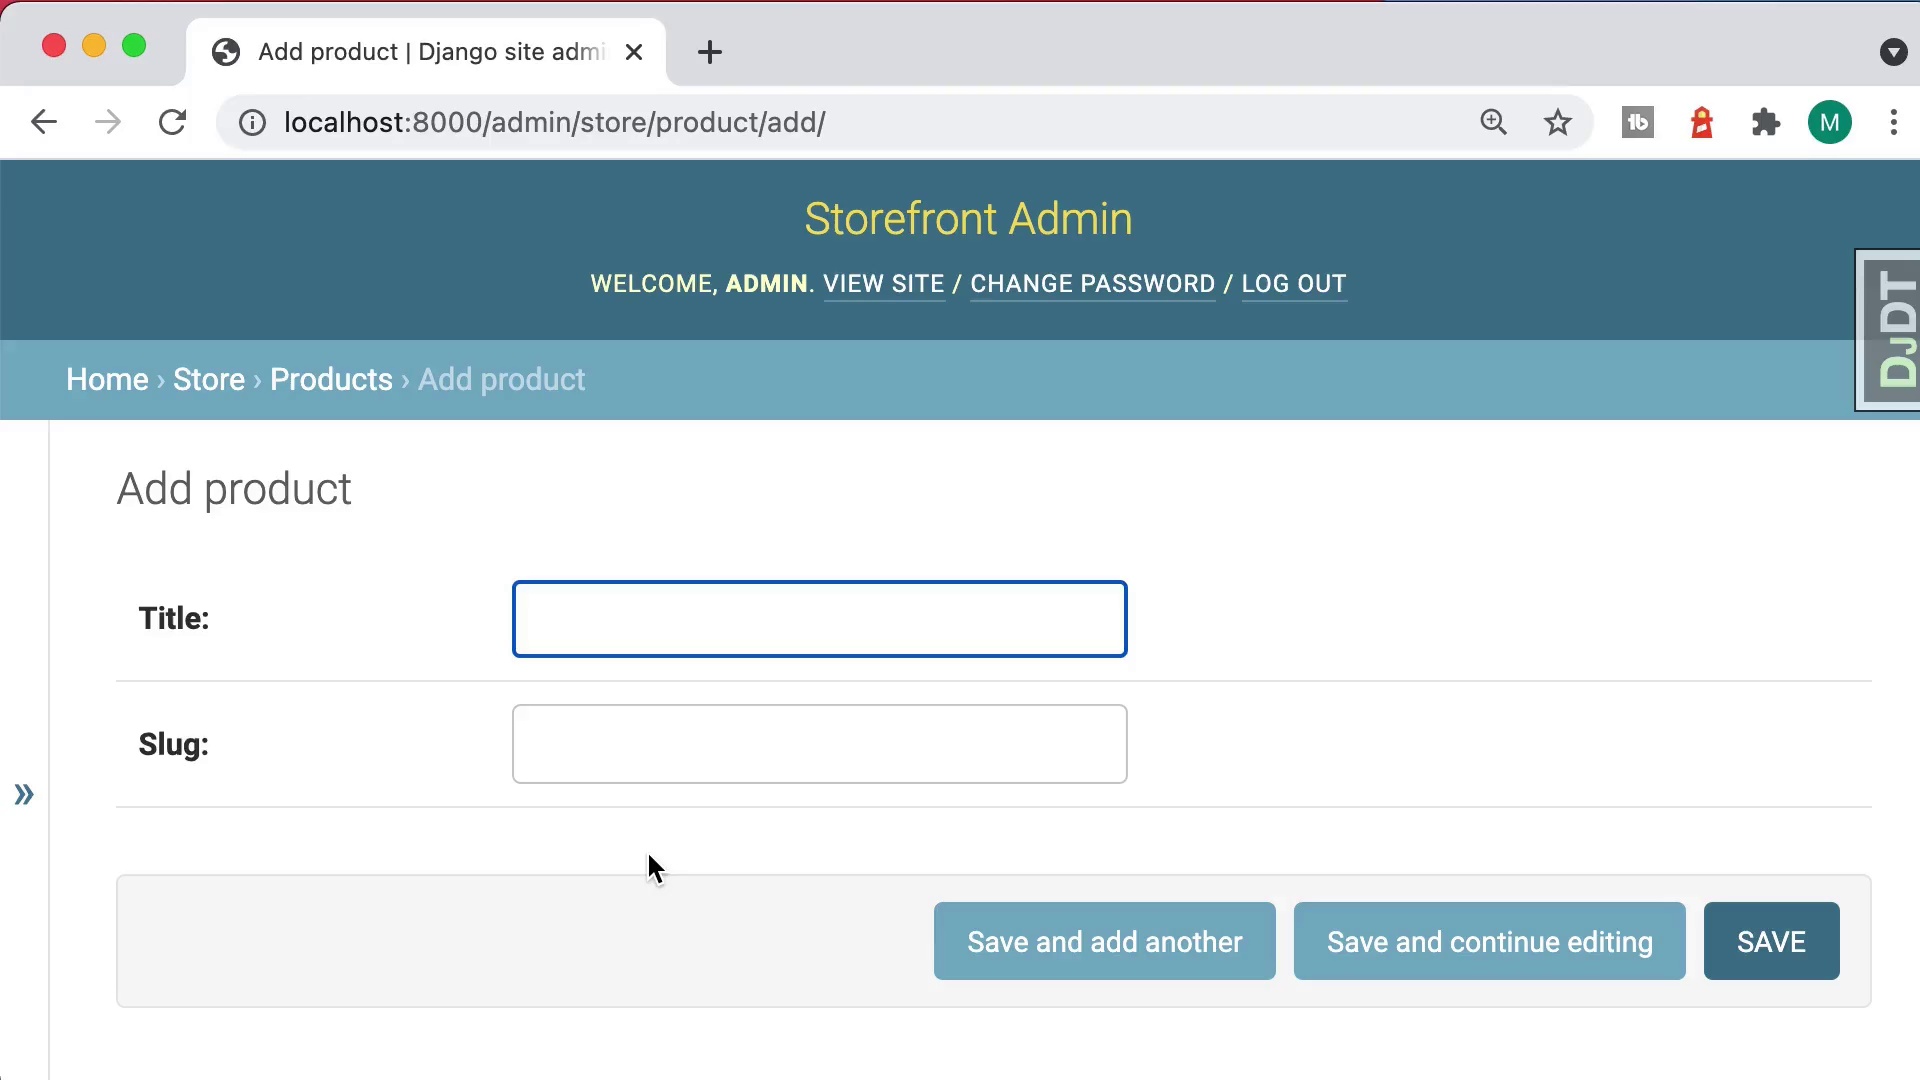 Add product | Django site admi
localhost:8000/admin/store/product/add/
M
Storefront Admin
WELCOME, ADMIN. VIEW SITE / CHANGE PASSWORD / LOG OUT
DJDT
Home › Store › Products › Add product
Add product
Title:
Slug:
»
Save and add another
Save and continue editing
SAVE